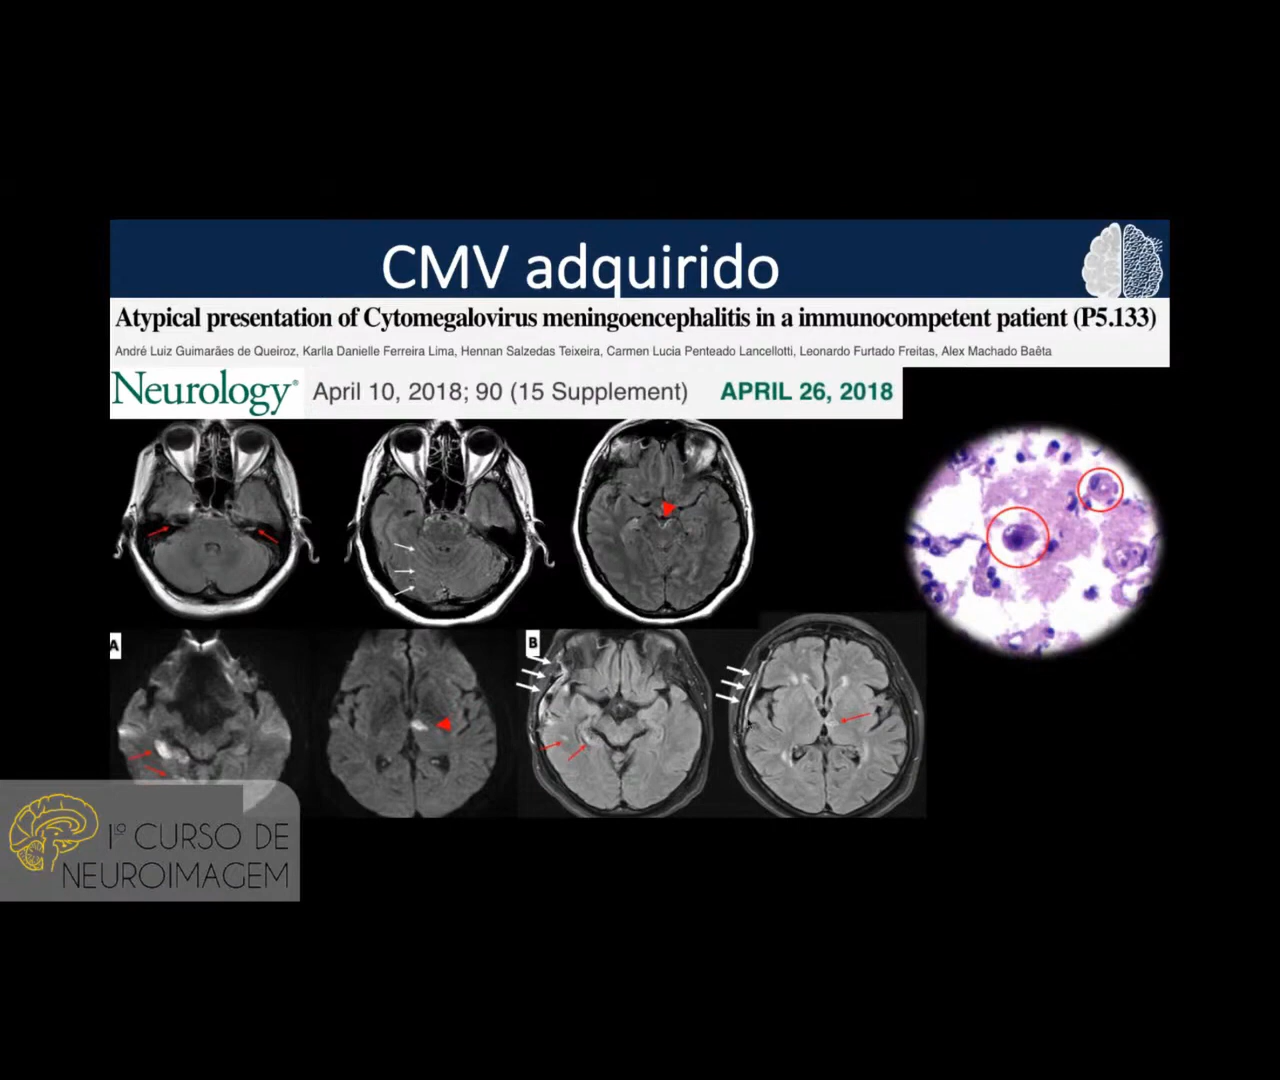 CMV adquirido
Atypical presentation of Cytomegalovirus meningoencephalitis in a immunocompetent patient (P5.133)
André Luiz Guimarães de Queiroz, Karlla Danielle Ferreira Lima, Hennan Salzedas Teixeira, Carmen Lucia Penteado Lancellotti, Leonardo Furtado Freitas, Alex Machado Baêta
Neurology® April 10, 2018; 90 (15 Supplement) APRIL 26, 2018
A
B
1º CURSO DE
NEUROIMAGEM